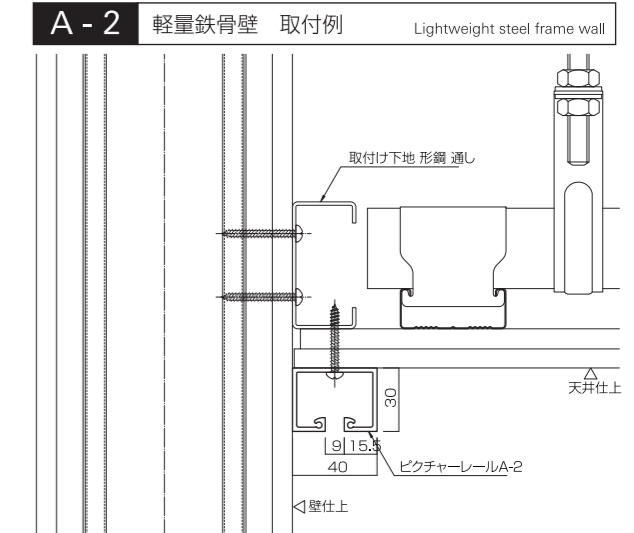 A - 2 軽量鉄骨壁 取付例 Lightweight steel frame wall
取付け下地 形鋼 通し
天井仕上
30
9 15.5
40
ピクチャーレールA-2
壁仕上